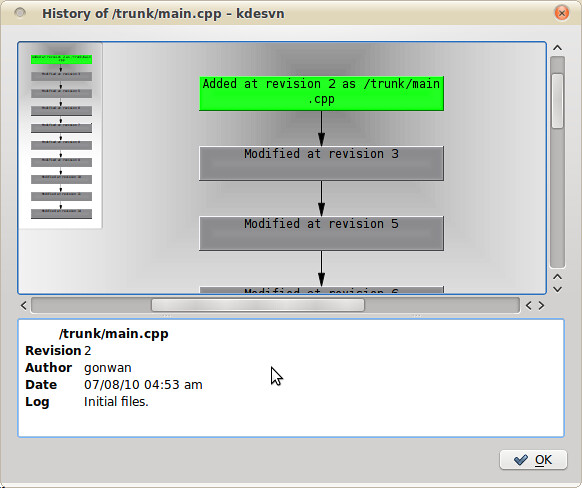 History of /trunk/main.cpp – kdesvn
Added at revision 2 as /trunk/main
.cpp
Modified at revision 3
Modified at revision 5
Modified at revision 6
/trunk/main.cpp
Revision 2
Author gonwan
Date 07/08/10 04:53 am
Log Initial files.
OK